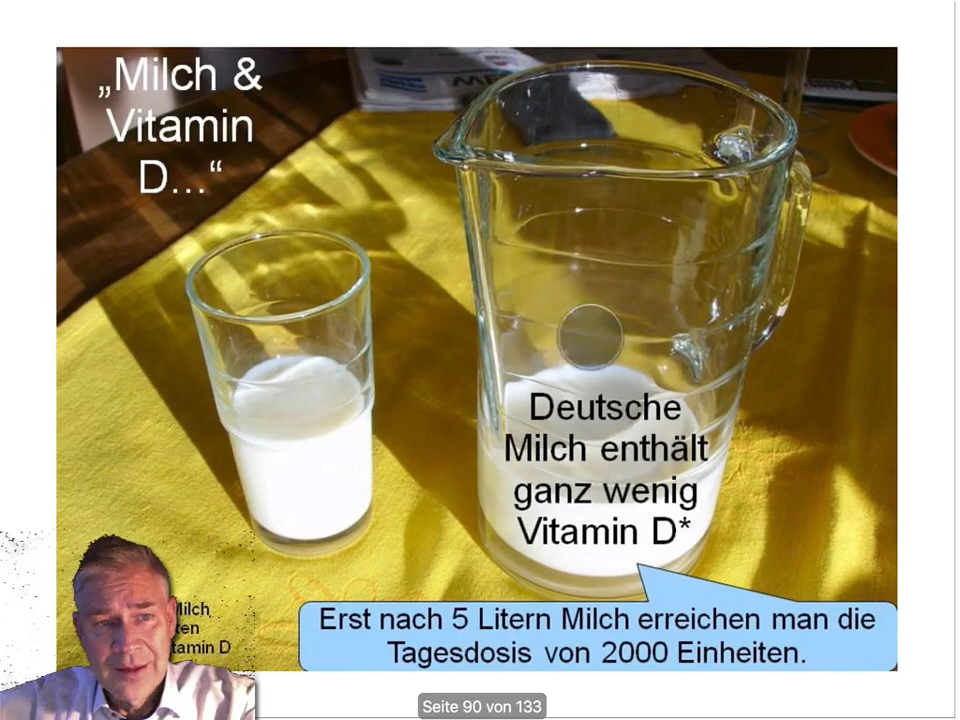 „Milch &
Vitamin
D...“
Deutsche
Milch enthält
ganz wenig
Vitamin D*
Erst nach 5 Litern Milch erreichen man die
Tagesdosis von 2000 Einheiten.
Milch
D
Seite 90 von 133